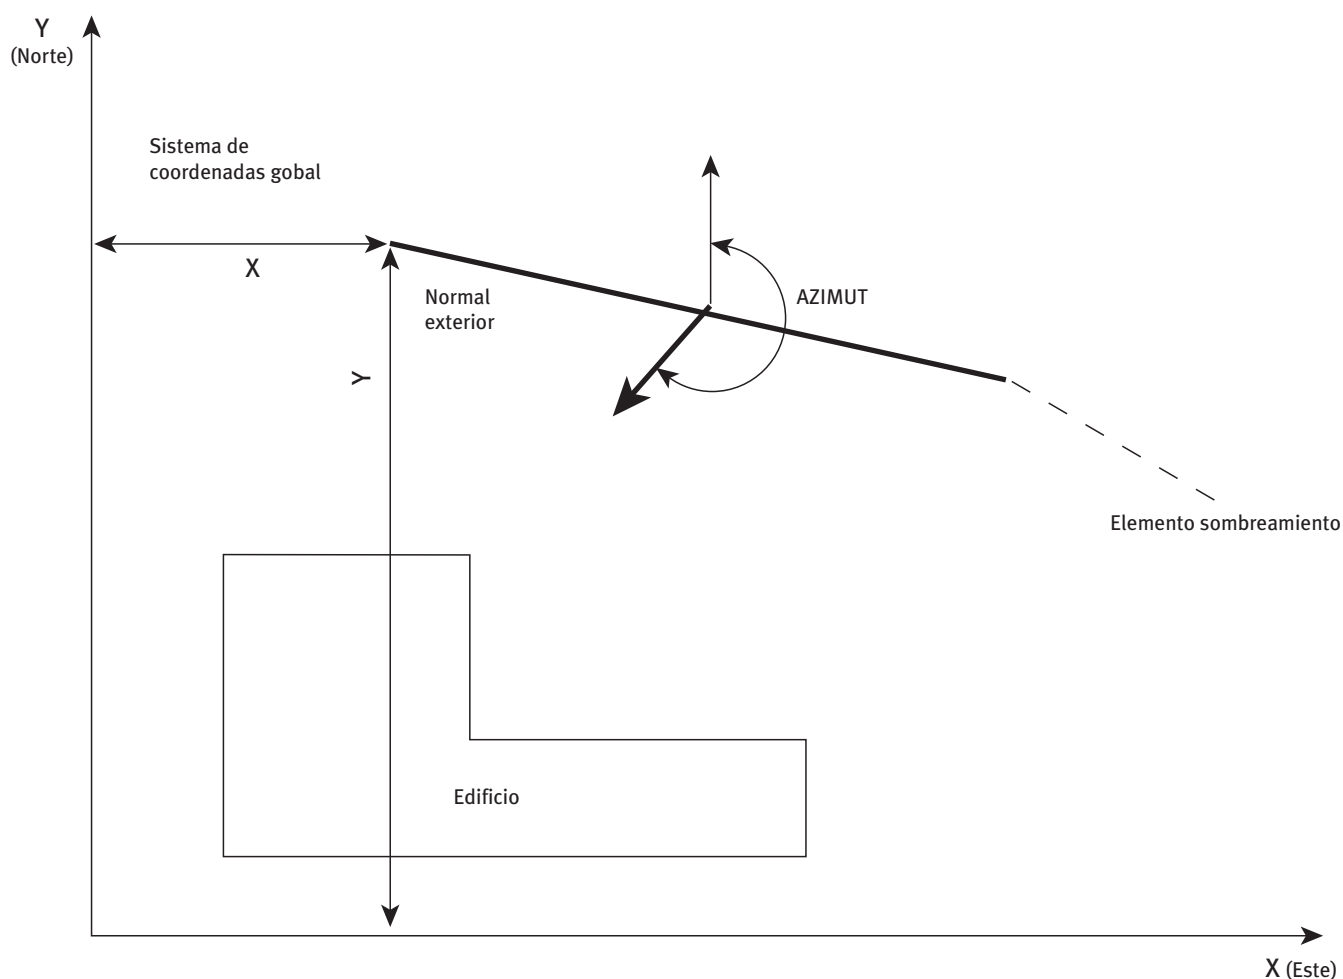 Y
(Norte)
Sistema de
coordenadas gobal
X
Normal
exterior
AZIMUT
Y
Elemento sombreamiento
Edificio
X (Este)